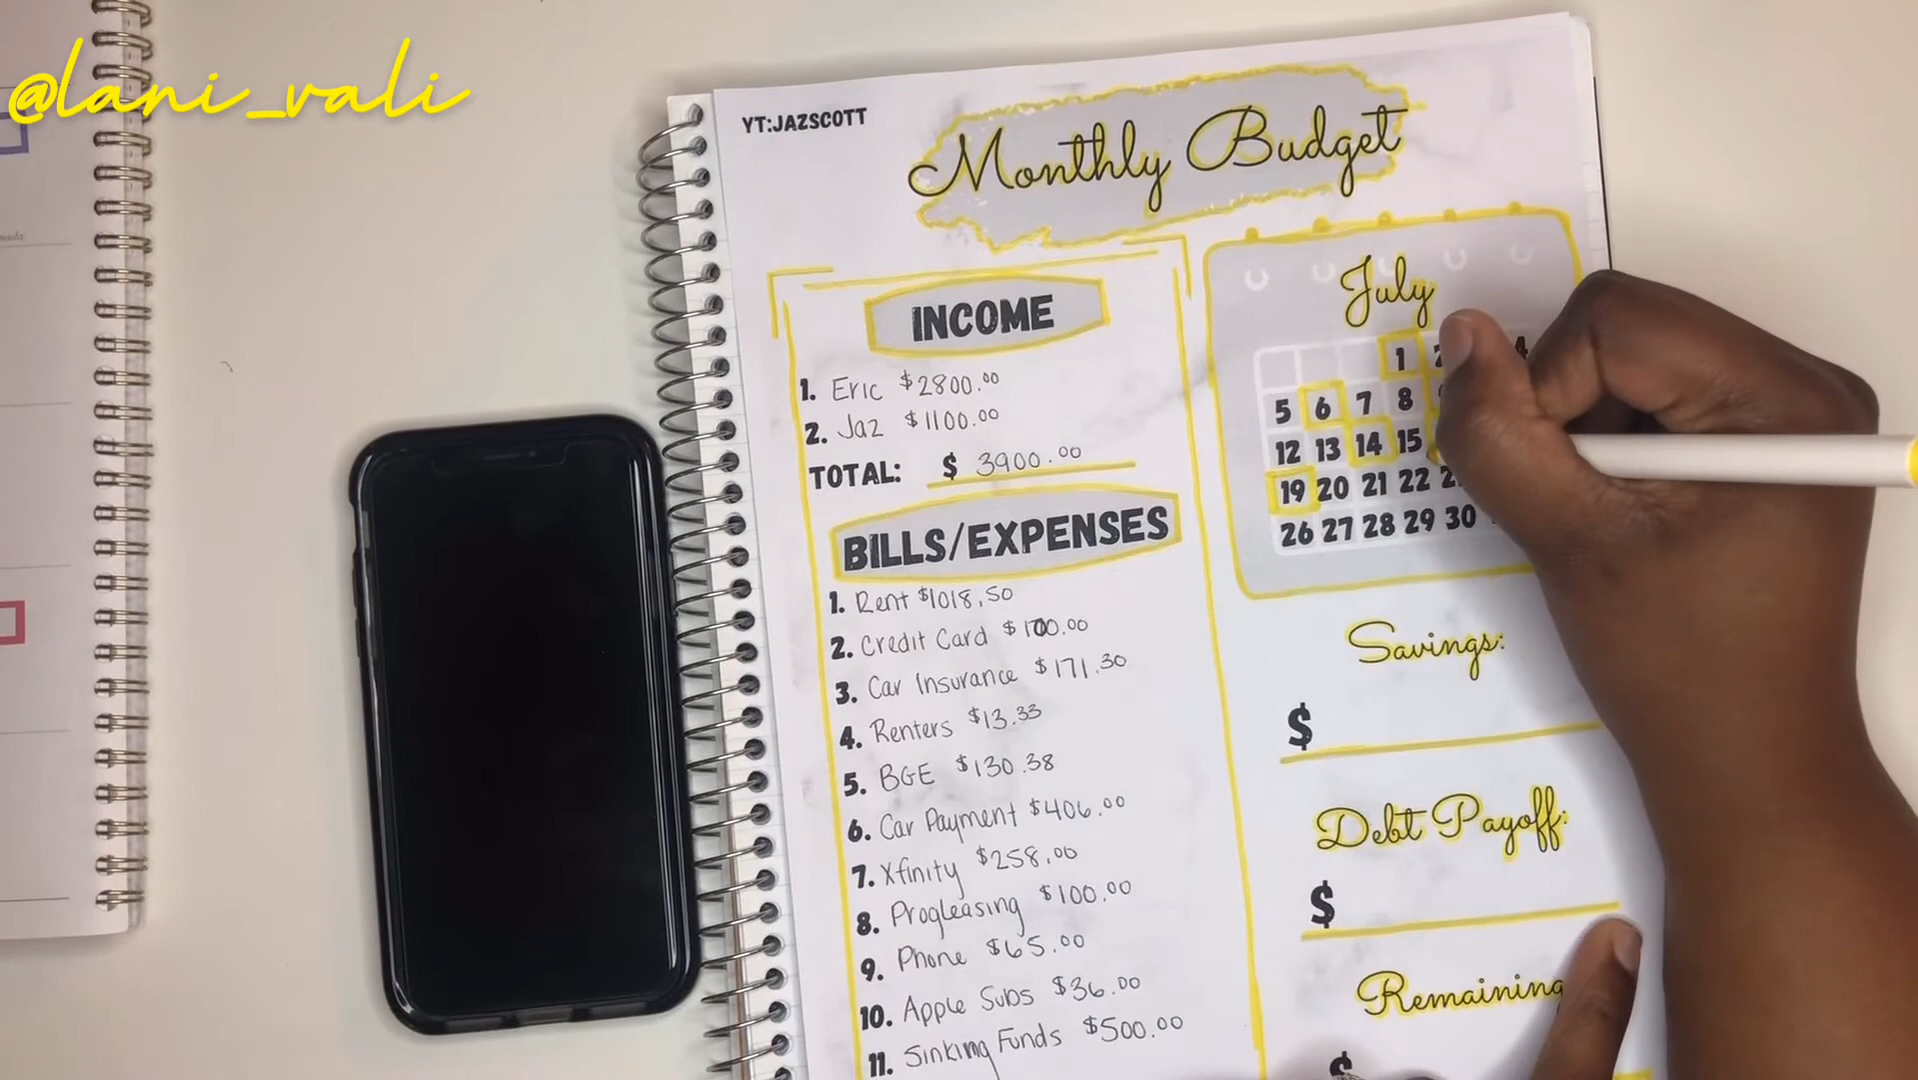 @lani_vali
YT:JAZSCOTT
Monthly Budget
INCOME
1. Eric $2800.00
2. Jaz $1100.00
TOTAL: $ 3900.00
BILLS/EXPENSES
1. Rent $1018.50
2. Credit Card $100.00
3. Car Insurance $171.30
4. Renters $13.33
5. BGE $130.38
6. Car Payment $406.00
7. Xfinity $258.00
8. Progleasing $100.00
9. Phone $65.00
10. Apple Subs $36.00
11. Sinking Funds $500.00
July
1 2 4
5 6 7 8
12 13 14 15
19 20 21 22
26 27 28 29 30
Savings:
$
Debt Payoff:
$
Remaining
$